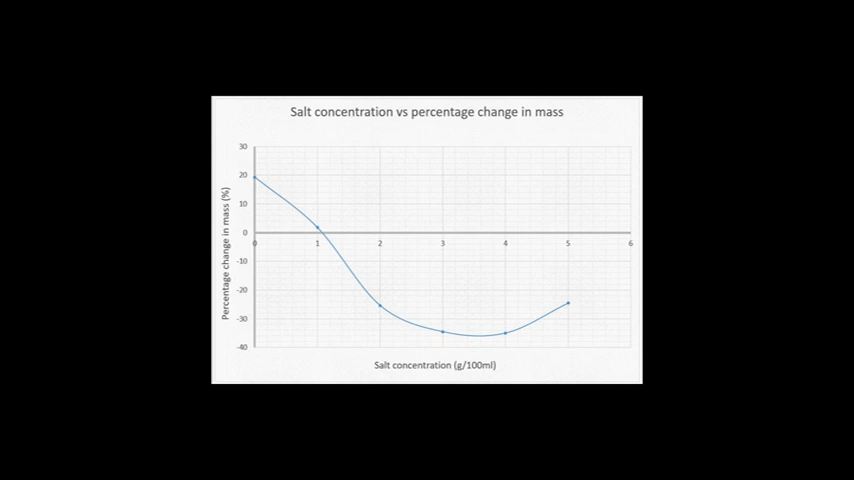 Salt concentration vs percentage change in mass
Percentage change in mass (%)
30
20
10
0
-10
-20
-30
-40
0 1 2 3 4 5 6
Salt concentration (g/100ml)